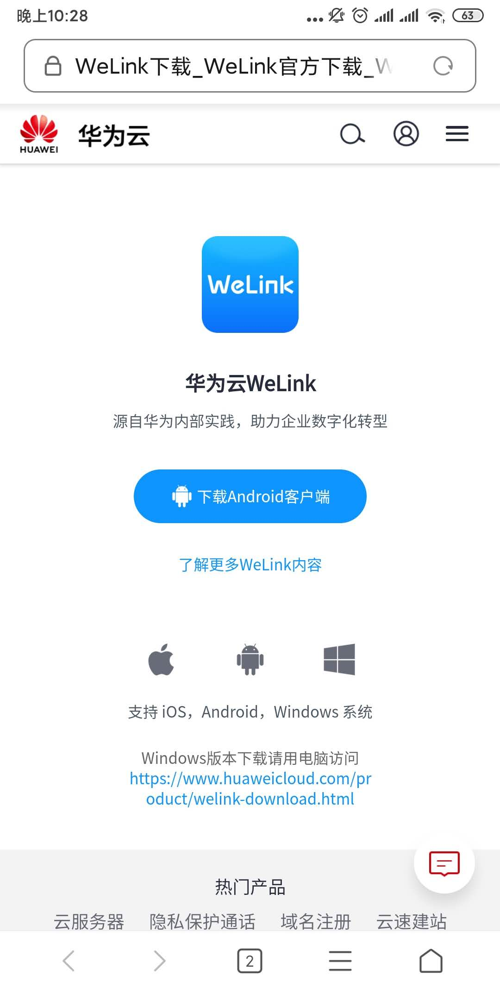 晚上10:28
63
WeLink下载_WeLink官方下载_W
HUAWEI
华为云
WeLink
华为云WeLink
源自华为内部实践，助力企业数字化转型
下载Android客户端
了解更多WeLink内容
支持 iOS，Android，Windows 系统
Windows版本下载请用电脑访问
https://www.huaweicloud.com/pr
oduct/welink-download.html
热门产品
云服务器 隐私保护通话 域名注册 云速建站
2